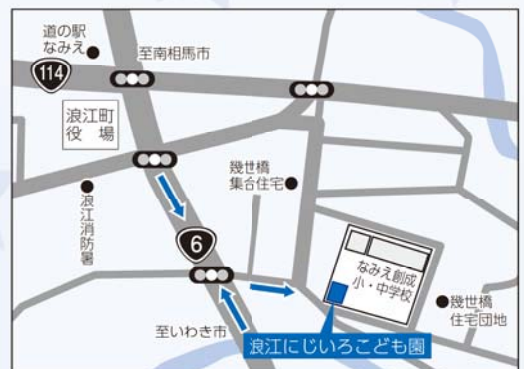 道の駅
なみえ
至南相馬市
114
浪江町
役　場
幾世橋
集合住宅
浪江消防暑
6
なみえ創成
小・中学校
幾世橋
住宅団地
至いわき市
浪江にじいろこども園